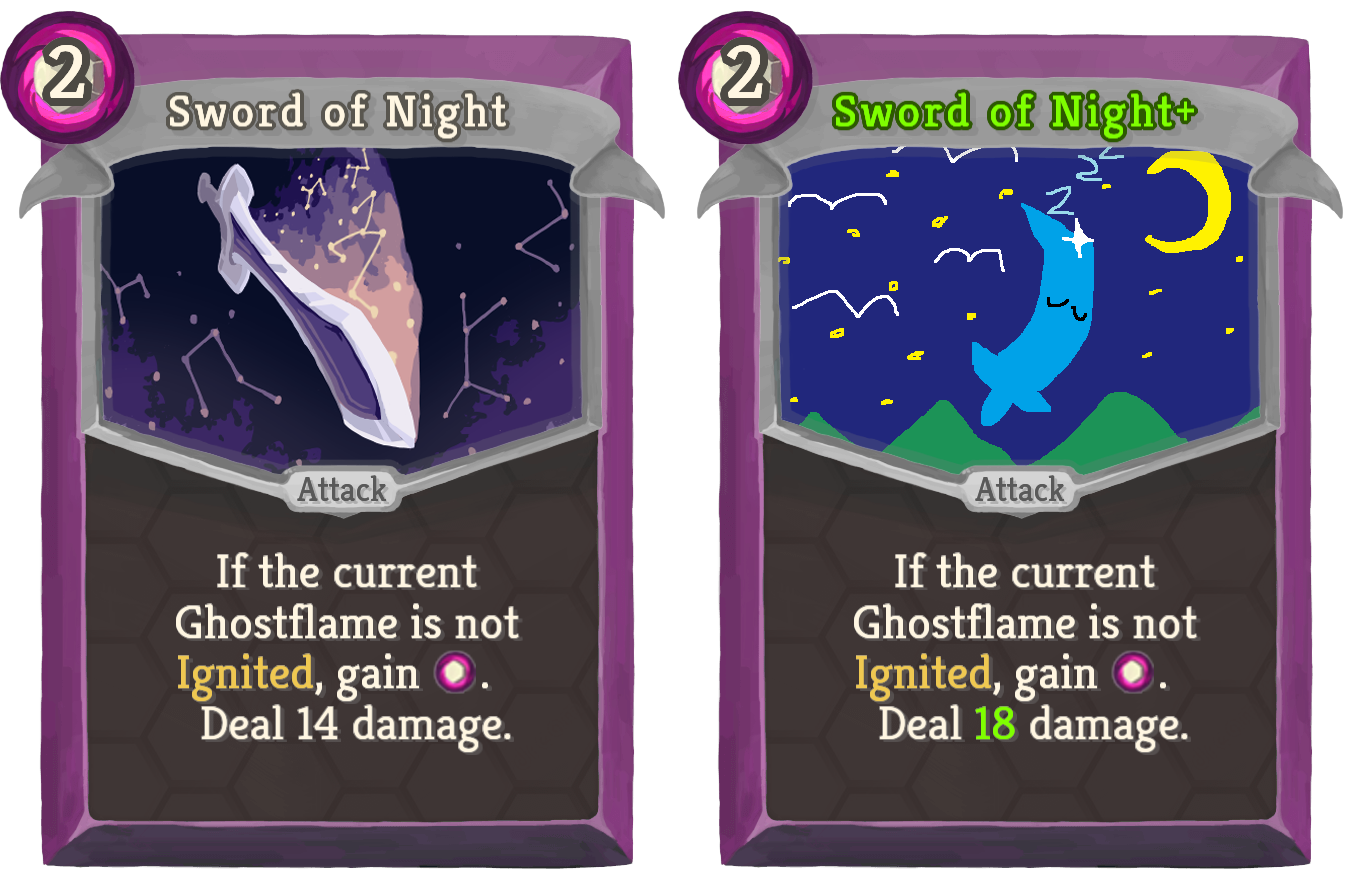 2
Sword of Night
Attack
If the current
Ghostflame is not
Ignited, gain .
Deal 14 damage.
2
Sword of Night+
z z z
Attack
If the current
Ghostflame is not
Ignited, gain .
Deal 18 damage.